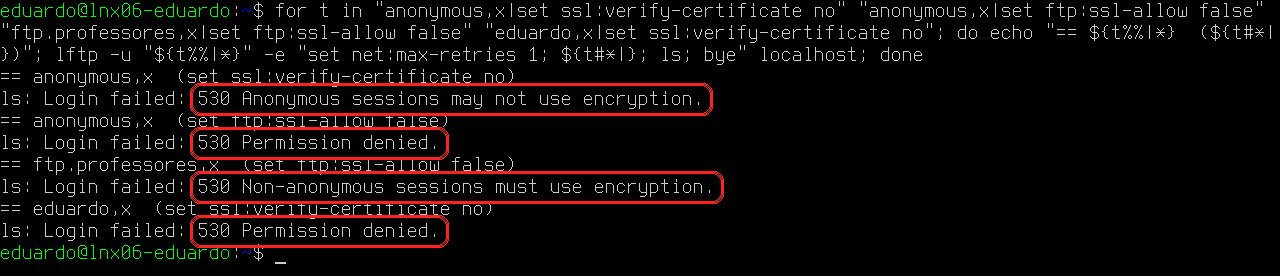 eduardo@lnx06-eduardo:~$ for t in "anonymous,x|set ssl:verify-certificate no" "anonymous,x|set ftp:ssl-allow false"
"ftp.professores,x|set ftp:ssl-allow false" "eduardo,x|set ssl:verify-certificate no"; do echo "== ${t%%|*}  (${t#*|
})"; lftp -u "${t%%|*}" -e "set net:max-retries 1; ${t#*|}; ls; bye" localhost; done
== anonymous,x  (set ssl:verify-certificate no)
ls: Login failed: 530 Anonymous sessions may not use encryption.
== anonymous,x  (set ftp:ssl-allow false)
ls: Login failed: 530 Permission denied.
== ftp.professores,x  (set ftp:ssl-allow false)
ls: Login failed: 530 Non-anonymous sessions must use encryption.
== eduardo,x  (set ssl:verify-certificate no)
ls: Login failed: 530 Permission denied.
eduardo@lnx06-eduardo:~$ _